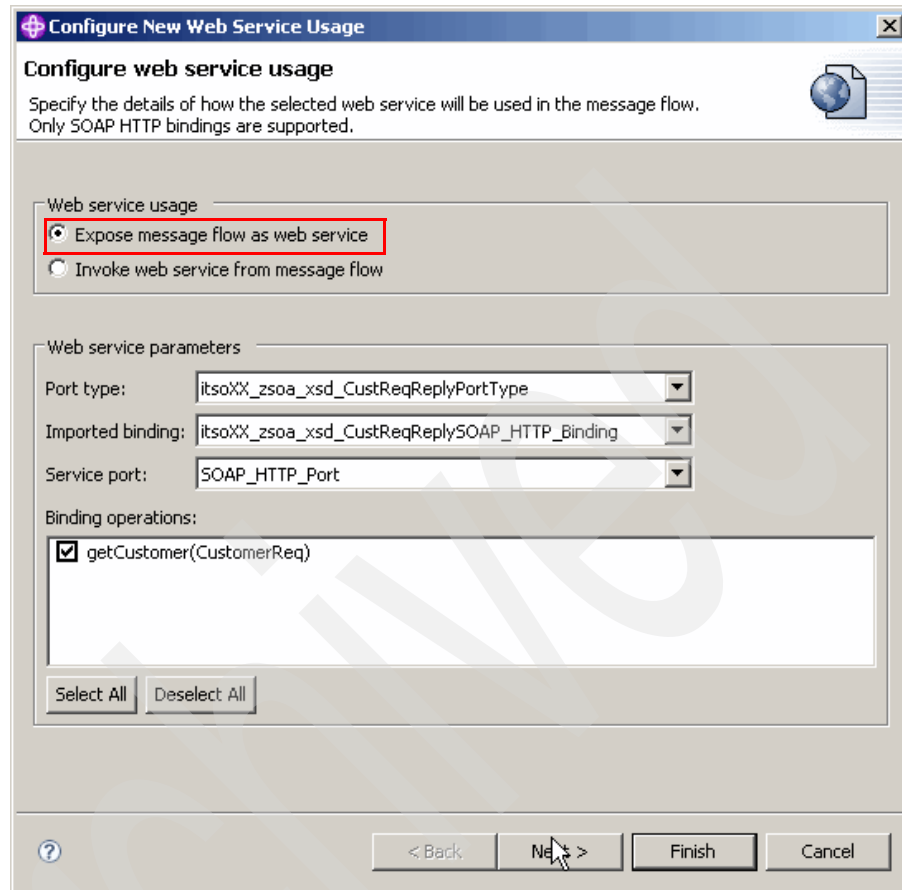 Configure New Web Service Usage
Configure web service usage
Specify the details of how the selected web service will be used in the message flow.
Only SOAP HTTP bindings are supported.
Web service usage
Expose message flow as web service
Invoke web service from message flow
Web service parameters
Port type: itsoXX_zsoa_xsd_CustReqReplyPortType
Imported binding: itsoXX_zsoa_xsd_CustReqReplySOAP_HTTP_Binding
Service port: SOAP_HTTP_Port
Binding operations:
getCustomer(CustomerReq)
Select All Deselect All
< Back Next > Finish Cancel